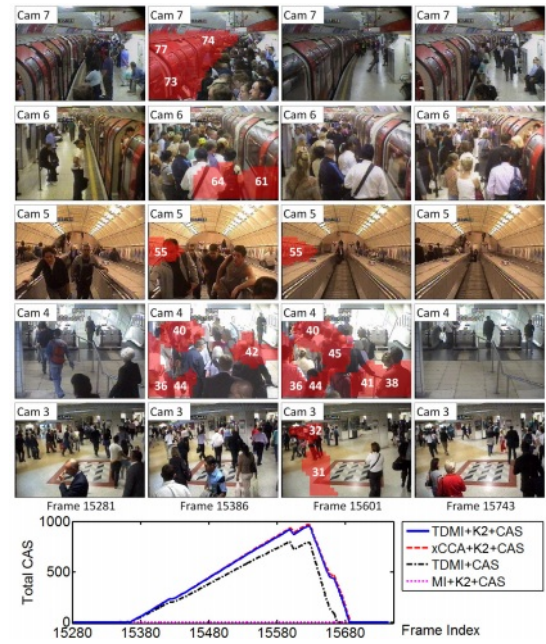 Cam 7 Cam 7 Cam 7 Cam 7
74
77
73
Cam 6 Cam 6 Cam 6 Cam 6
64 61
Cam 5 Cam 5 Cam 5 Cam 5
55 55
Cam 4 Cam 4 Cam 4 Cam 4
40 40
42 45
36 44 36 44 41 38
Cam 3 Cam 3 Cam 3 Cam 3
32
31
Frame 15281 Frame 15386 Frame 15601 Frame 15743
Total CAS
1000
500
0
15280 15380 15480 15580 15680 Frame Index
TDMI+K2+CAS
xCCA+K2+CAS
TDMI+CAS
MI+K2+CAS